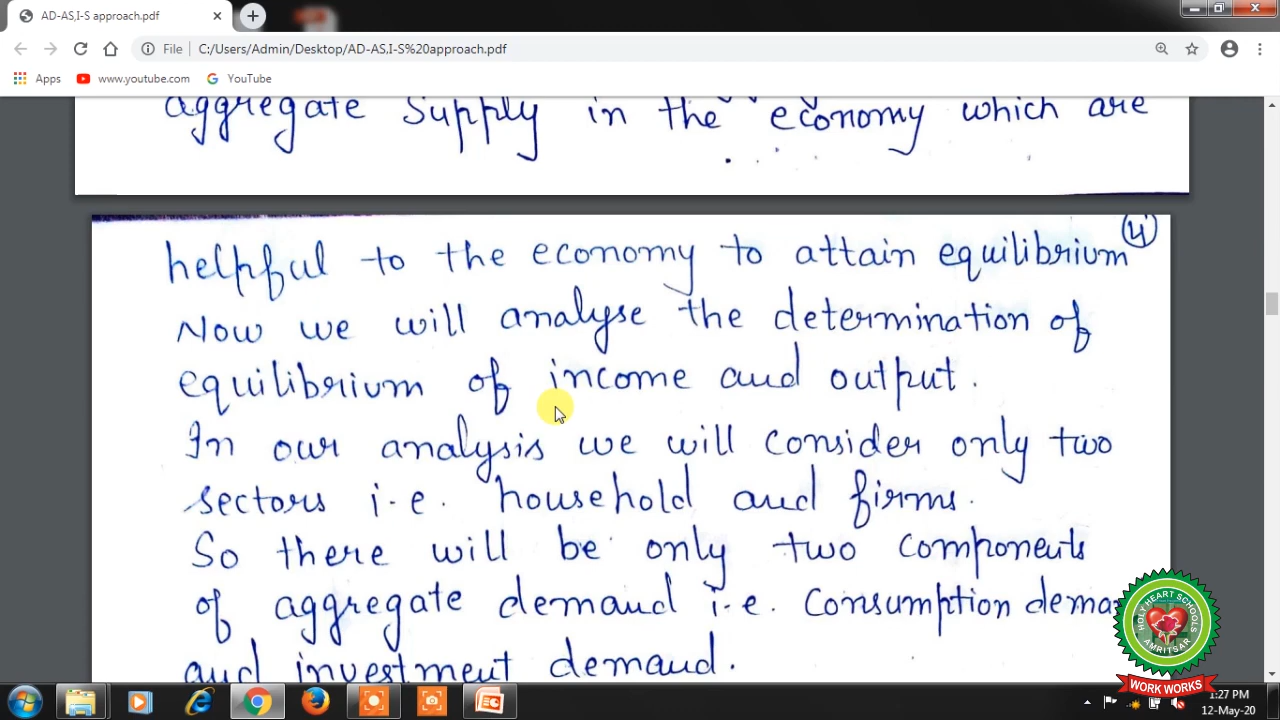 AD-AS,I-S approach.pdf
File
C:/Users/Admin/Desktop/AD-AS,I-S%20approach.pdf
Apps
www.youtube.com
YouTube
aggregate Supply in the economy which are
4
helpful to the economy to attain equilibrium
Now we will analyse the determination of
equilibrium of income and output.
In our analysis we will consider only two
sectors i.e. household and firms.
So there will be only two components
of aggregate demand i.e. Consumption dema
and investment demand.
HOLY HEART SCHOOLS
AMRITSAR
WORK WORKS
1:27 PM
12-May-20